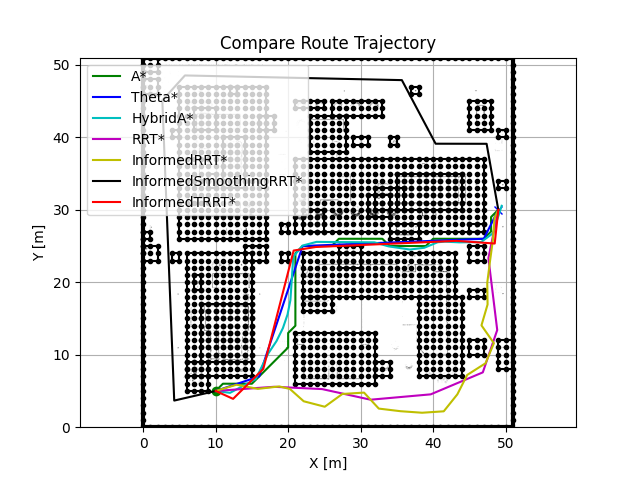 Compare Route Trajectory
A*
Theta*
HybridA*
RRT*
InformedRRT*
InformedSmoothingRRT*
InformedTRRT*
Y [m]
50
40
30
20
10
0
0 10 20 30 40 50
X [m]